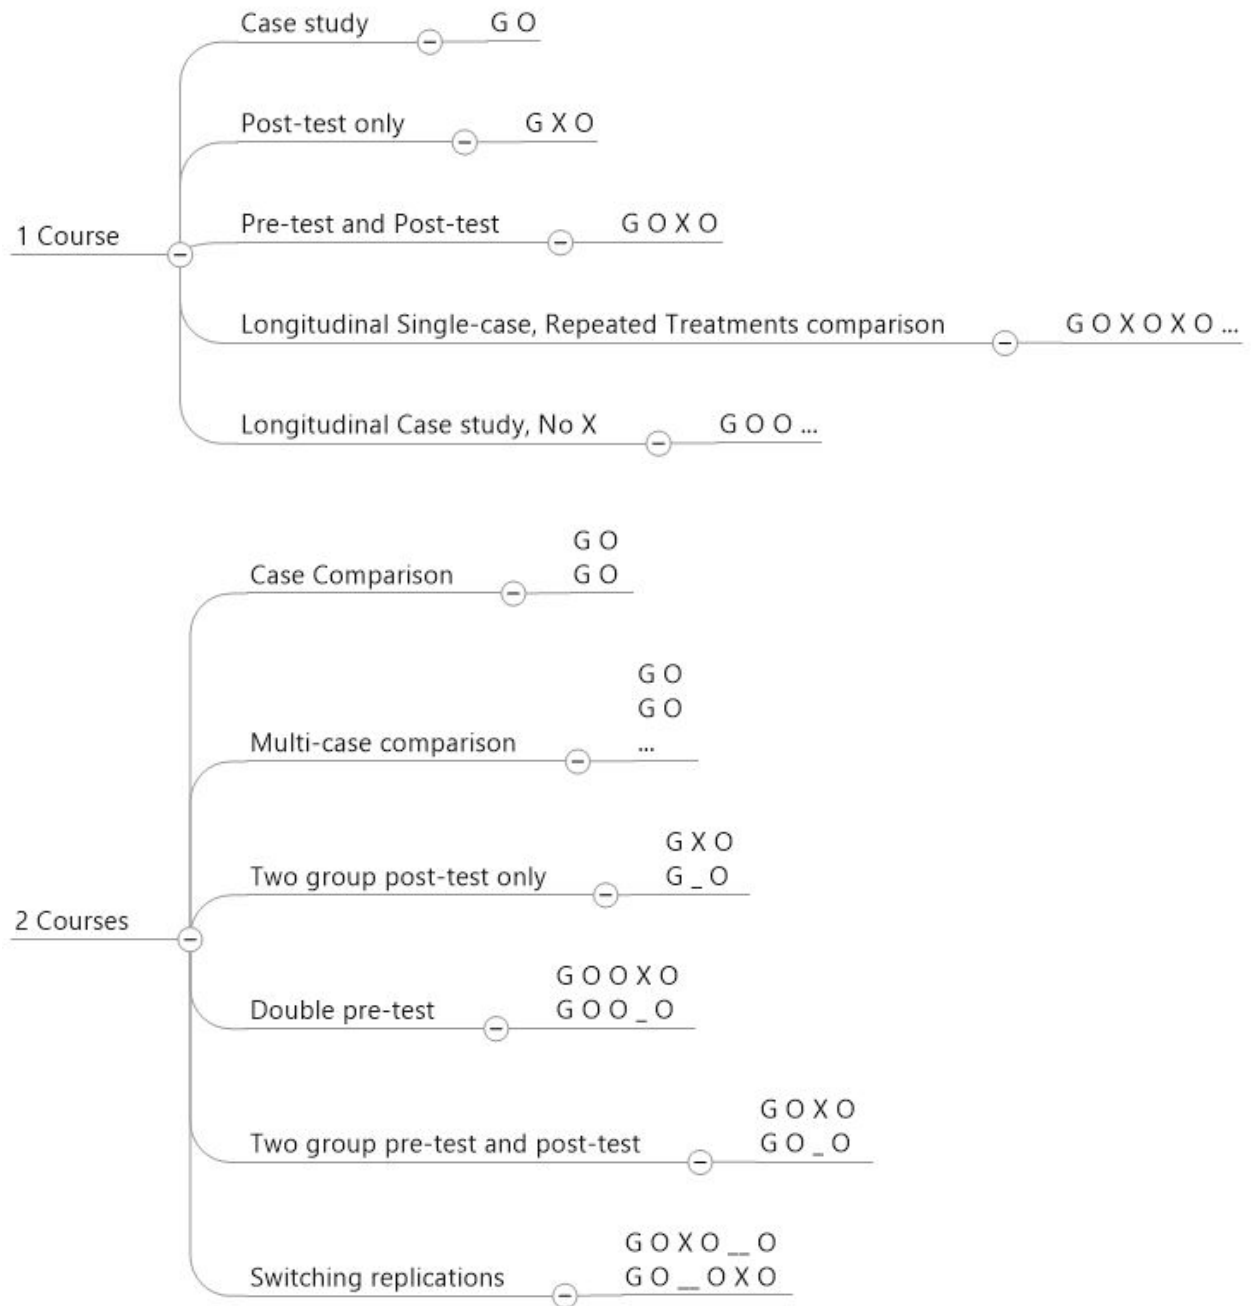 Case study
G O
Post-test only
G X O
1 Course
Pre-test and Post-test
G O X O
Longitudinal Single-case, Repeated Treatments comparison
G O X O X O ...
Longitudinal Case study, No X
G O O ...
Case Comparison
G O
G O
Multi-case comparison
G O
G O
...
Two group post-test only
G X O
G _ O
2 Courses
Double pre-test
G O O X O
G O O _ O
Two group pre-test and post-test
G O X O
G O _ O
Switching replications
G O X O __ O
G O __ O X O